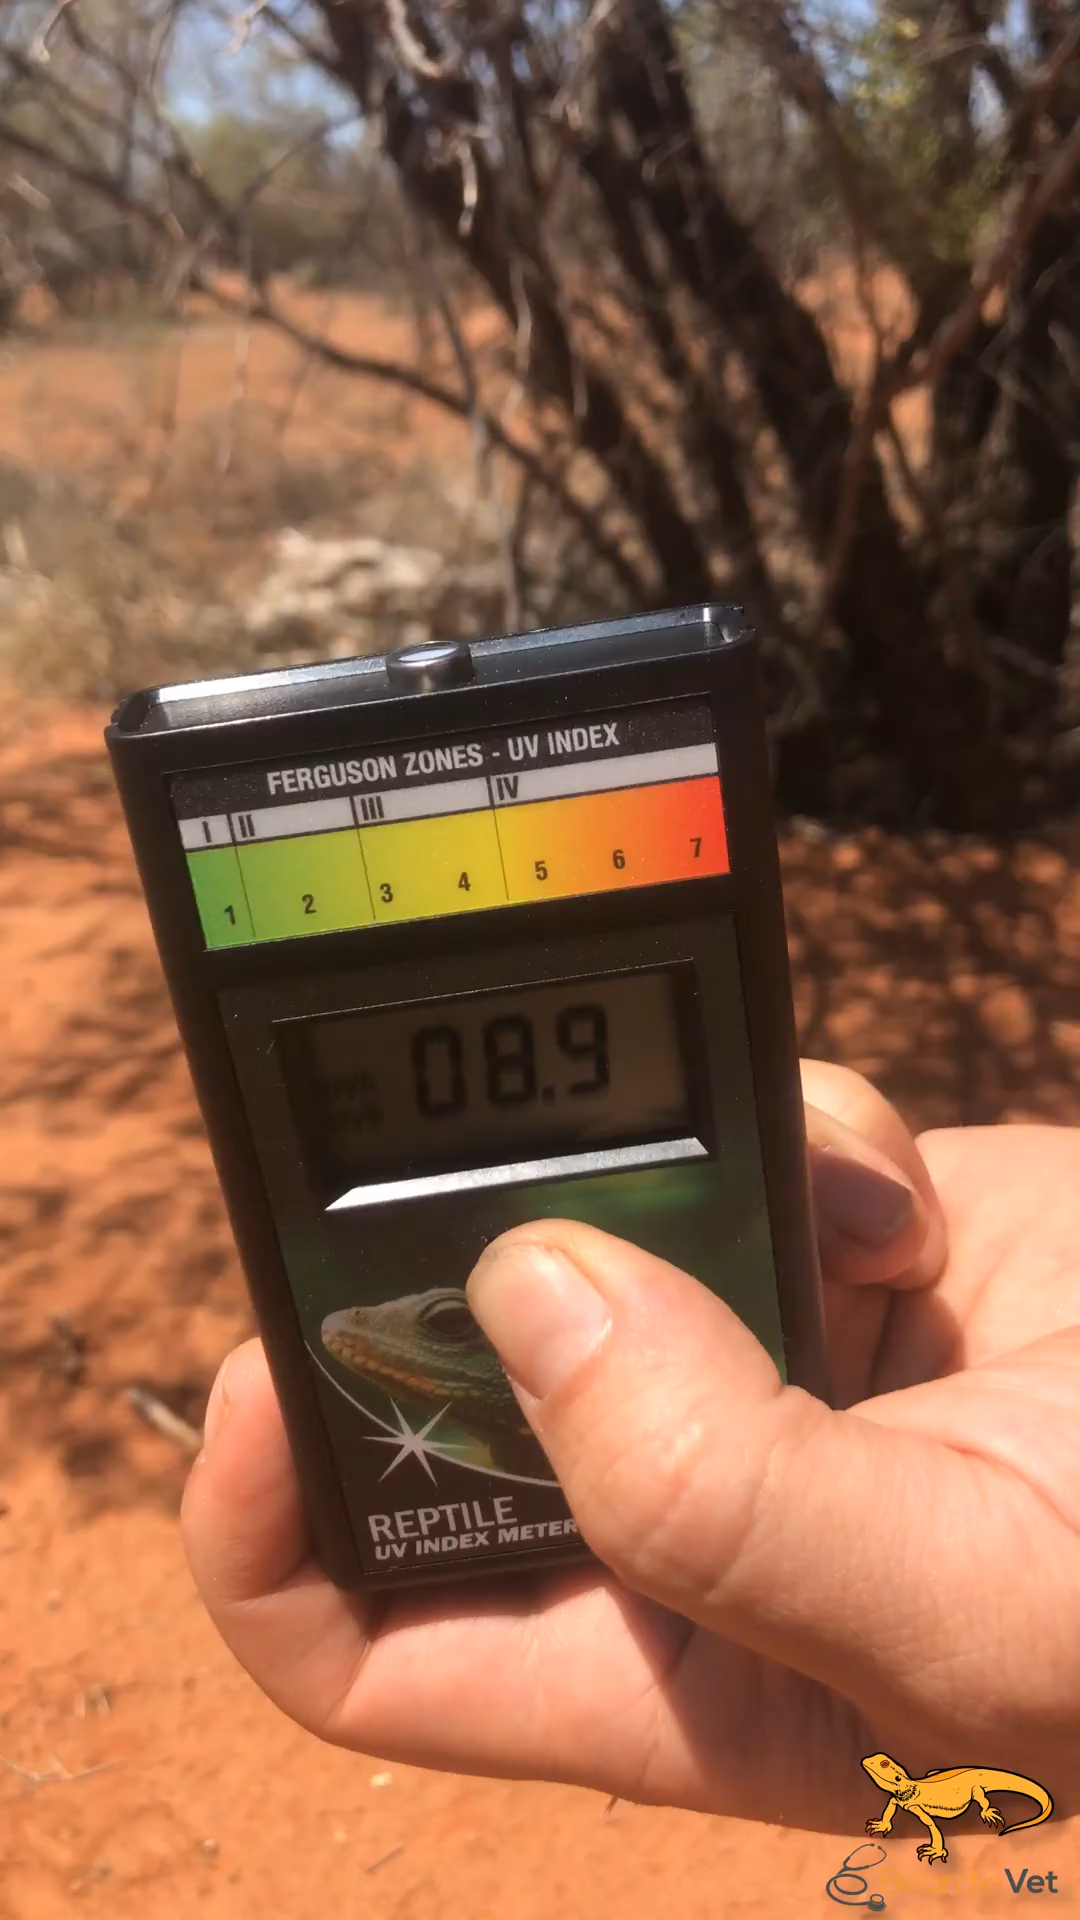 FERGUSON ZONES - UV INDEX
I II III IV
1 2 3 4 5 6 7
08.9
REPTILE
UV INDEX METER
Vet